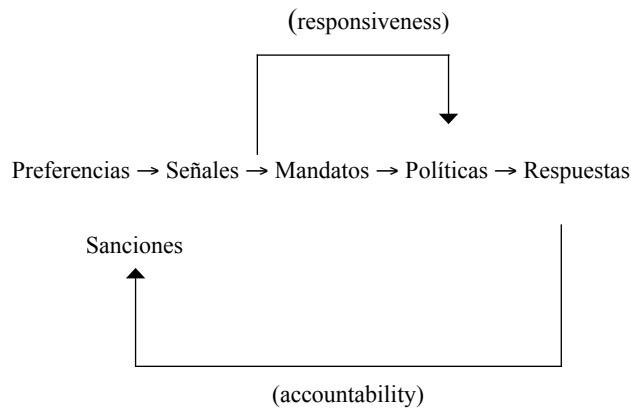 (responsiveness)
Preferencias → Señales → Mandatos → Políticas → Respuestas
Sanciones
(accountability)